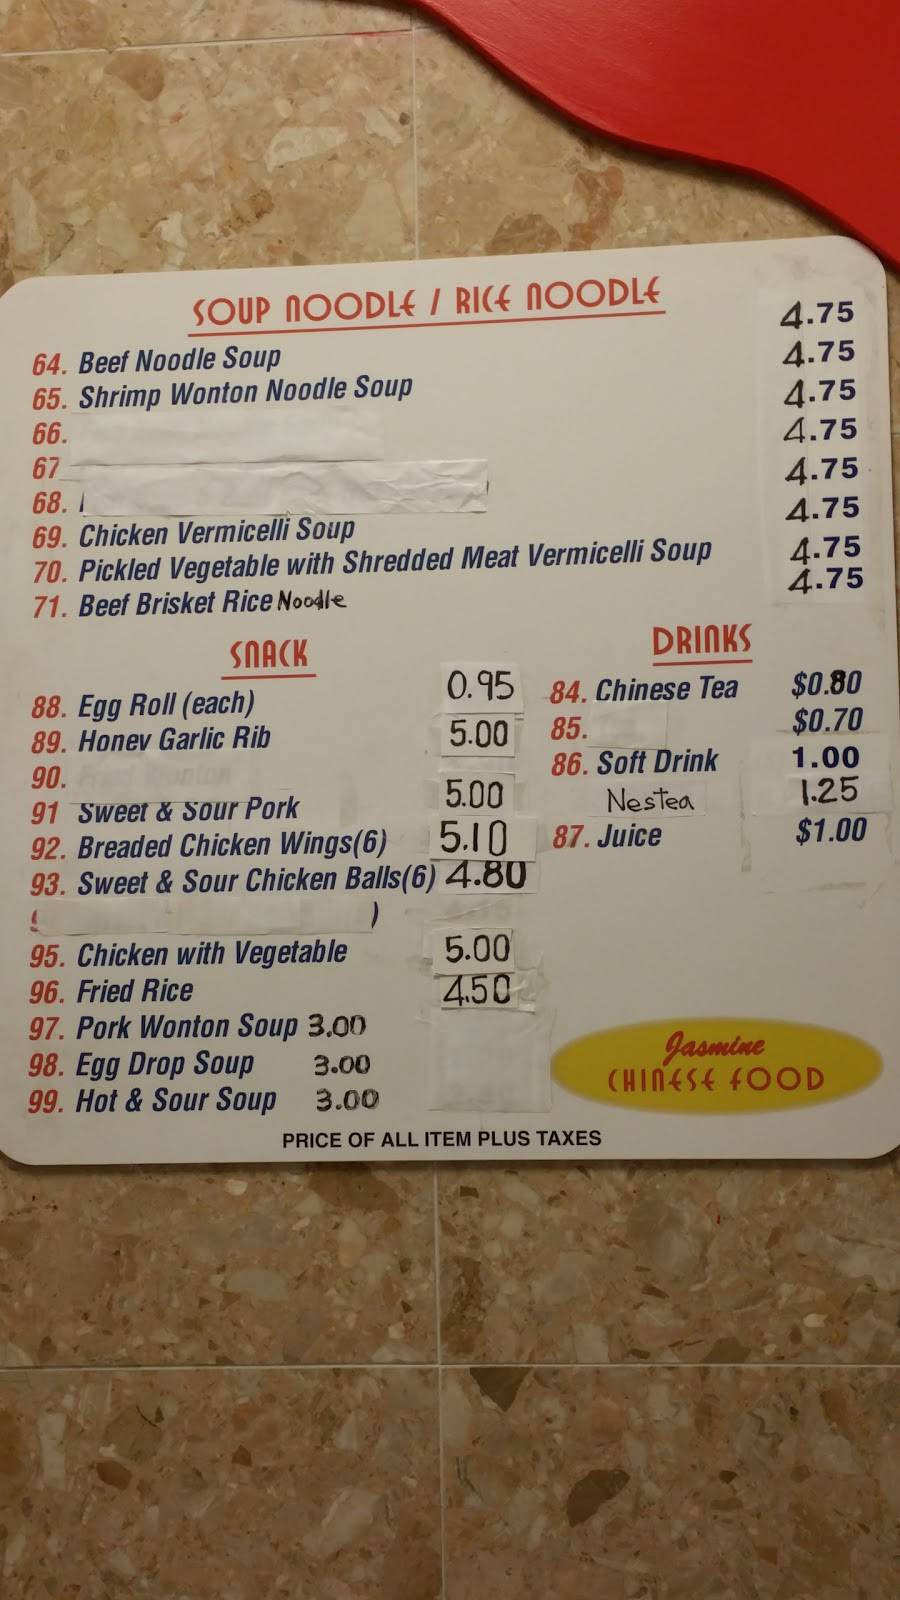 SOUP NOODLE / RICE NOODLE
64. Beef Noodle Soup 4.75
65. Shrimp Wonton Noodle Soup 4.75
66. 4.75
67 4.75
68. 4.75
69. Chicken Vermicelli Soup 4.75
70. Pickled Vegetable with Shredded Meat Vermicelli Soup 4.75
71. Beef Brisket Rice Noodle 4.75
SNACK
88. Egg Roll (each) 0.95
89. Honey Garlic Rib 5.00
90. Fried Wonton
91 Sweet & Sour Pork 5.00
92. Breaded Chicken Wings(6) 5.10
93. Sweet & Sour Chicken Balls(6) 4.80
)
95. Chicken with Vegetable 5.00
96. Fried Rice 4.50
97. Pork Wonton Soup 3.00
98. Egg Drop Soup 3.00
99. Hot & Sour Soup 3.00
DRINKS
84. Chinese Tea $0.80
85. $0.70
86. Soft Drink 1.00
Nestea 1.25
87. Juice $1.00
Jasmine
CHINESE FOOD
PRICE OF ALL ITEM PLUS TAXES